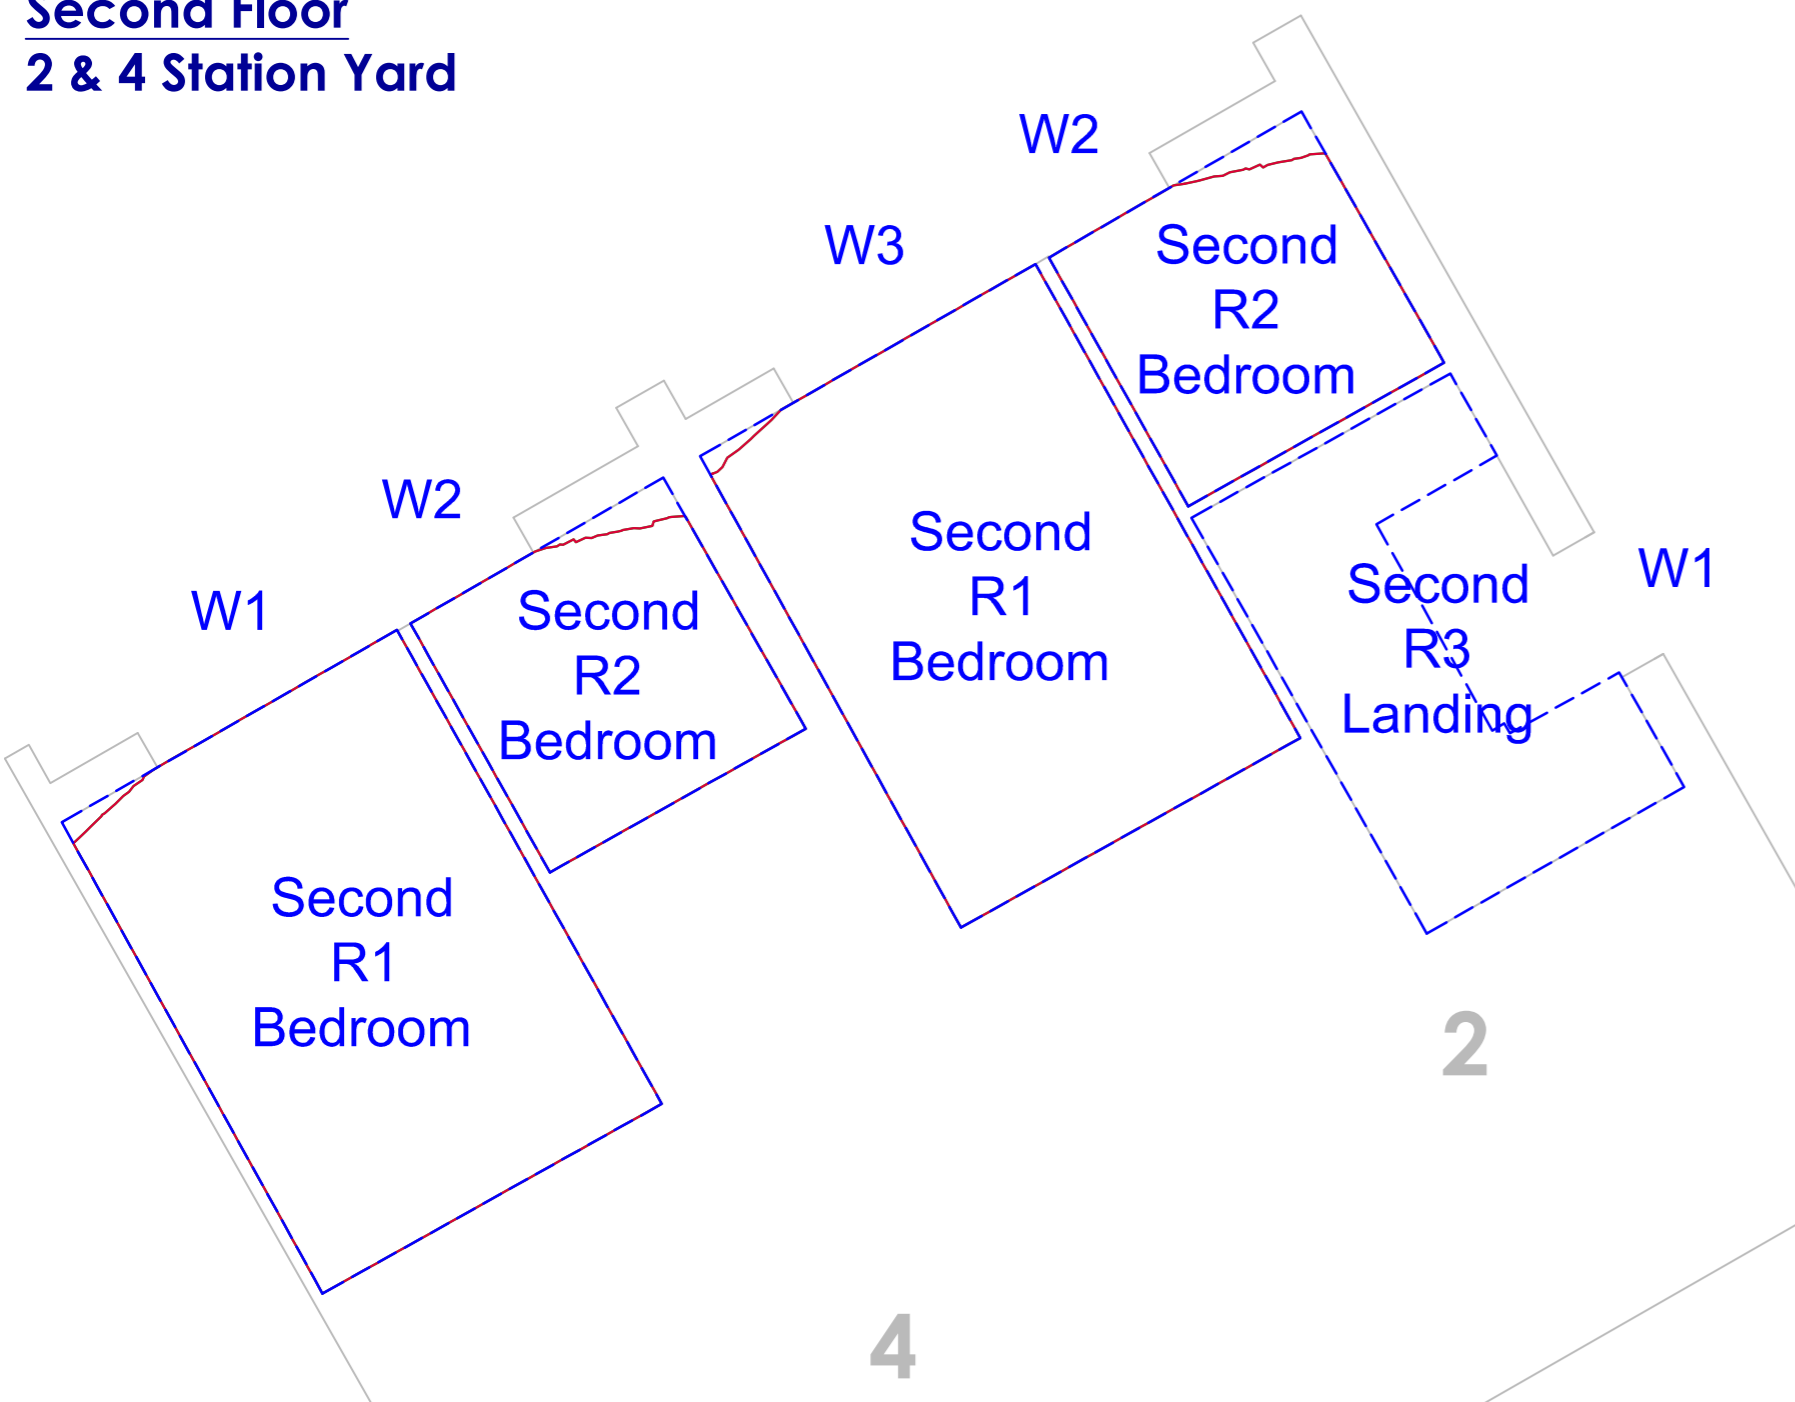 Second Floor
2 & 4 Station Yard
W2
W3
Second
R2
Bedroom
W2
Second
R1
Bedroom
W1
Second
R3
Landing
W1
Second
R2
Bedroom
Second
R1
Bedroom
2
4